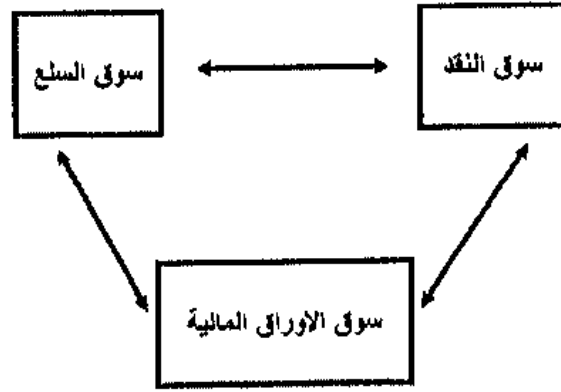 سوق النقد
سوق السلع
سوق الاوراق المالية